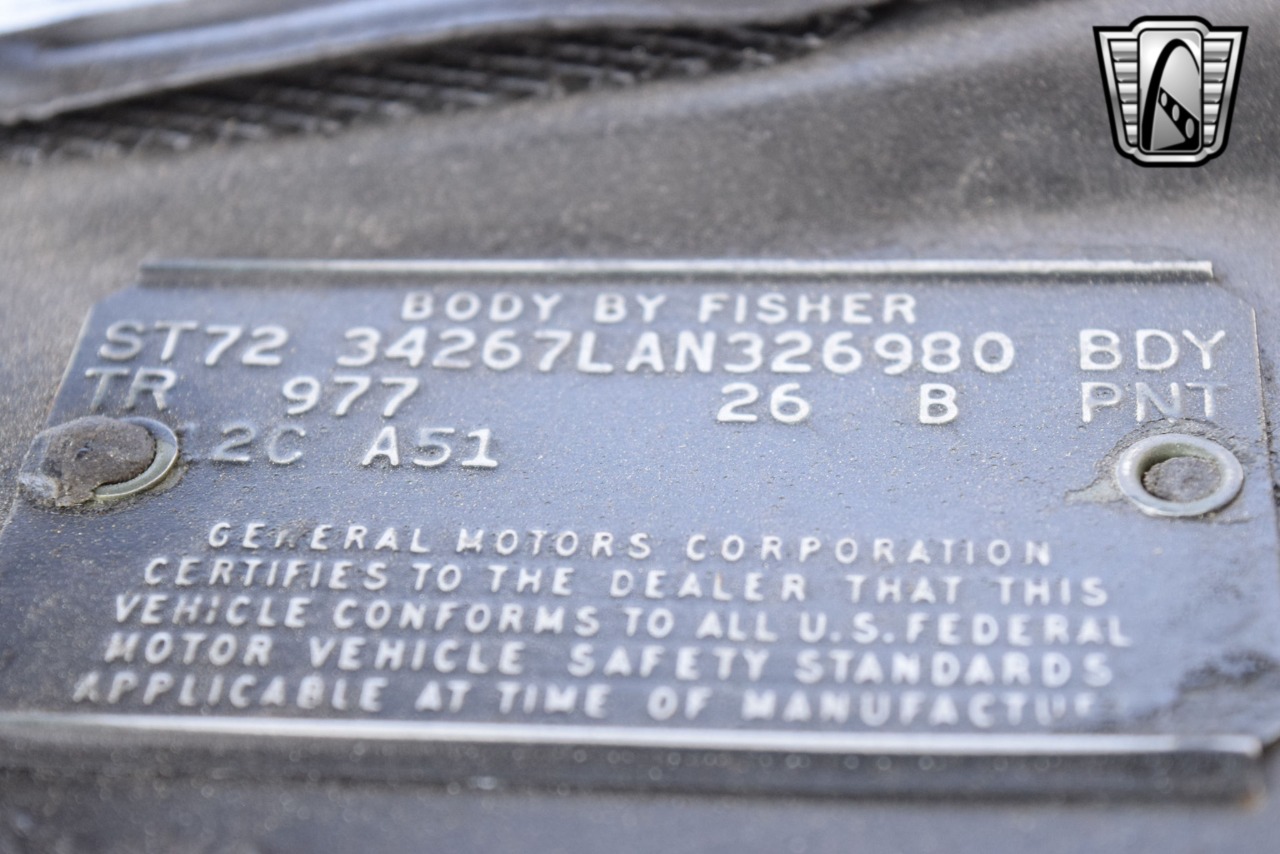 BODY BY FISHER
ST72 34267LAN326980 BDY
TR 977 26 B PNT
12C A51
GENERAL MOTORS CORPORATION
CERTIFIES TO THE DEALER THAT THIS
VEHICLE CONFORMS TO ALL U.S. FEDERAL
MOTOR VEHICLE SAFETY STANDARDS
APPLICABLE AT TIME OF